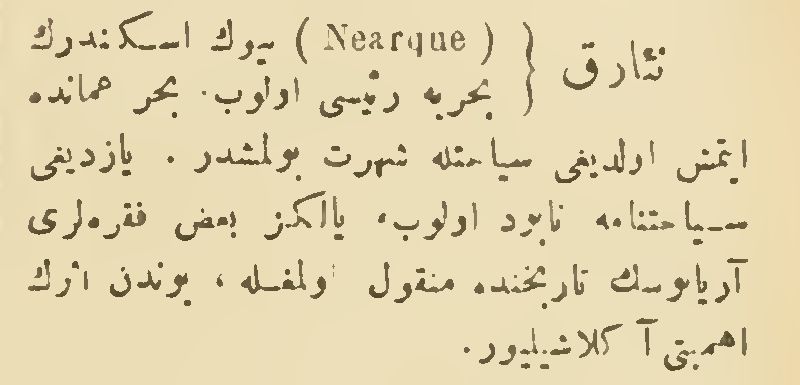 نئارق { (Nearque) بیوك اسكندرك
بحریه رئیسی اولوب، بحر عمانده
ایتمش اولدیغی سیاحتله شهرت بولمشدر . یازدیغی
سیاحتنامه نابود اولوب، یالكز بعض فقره‌لری
آریانوسك تاریخنده منقول اولمغله ، بوندن اثرك
اهمیتی آكلاشیلیور.